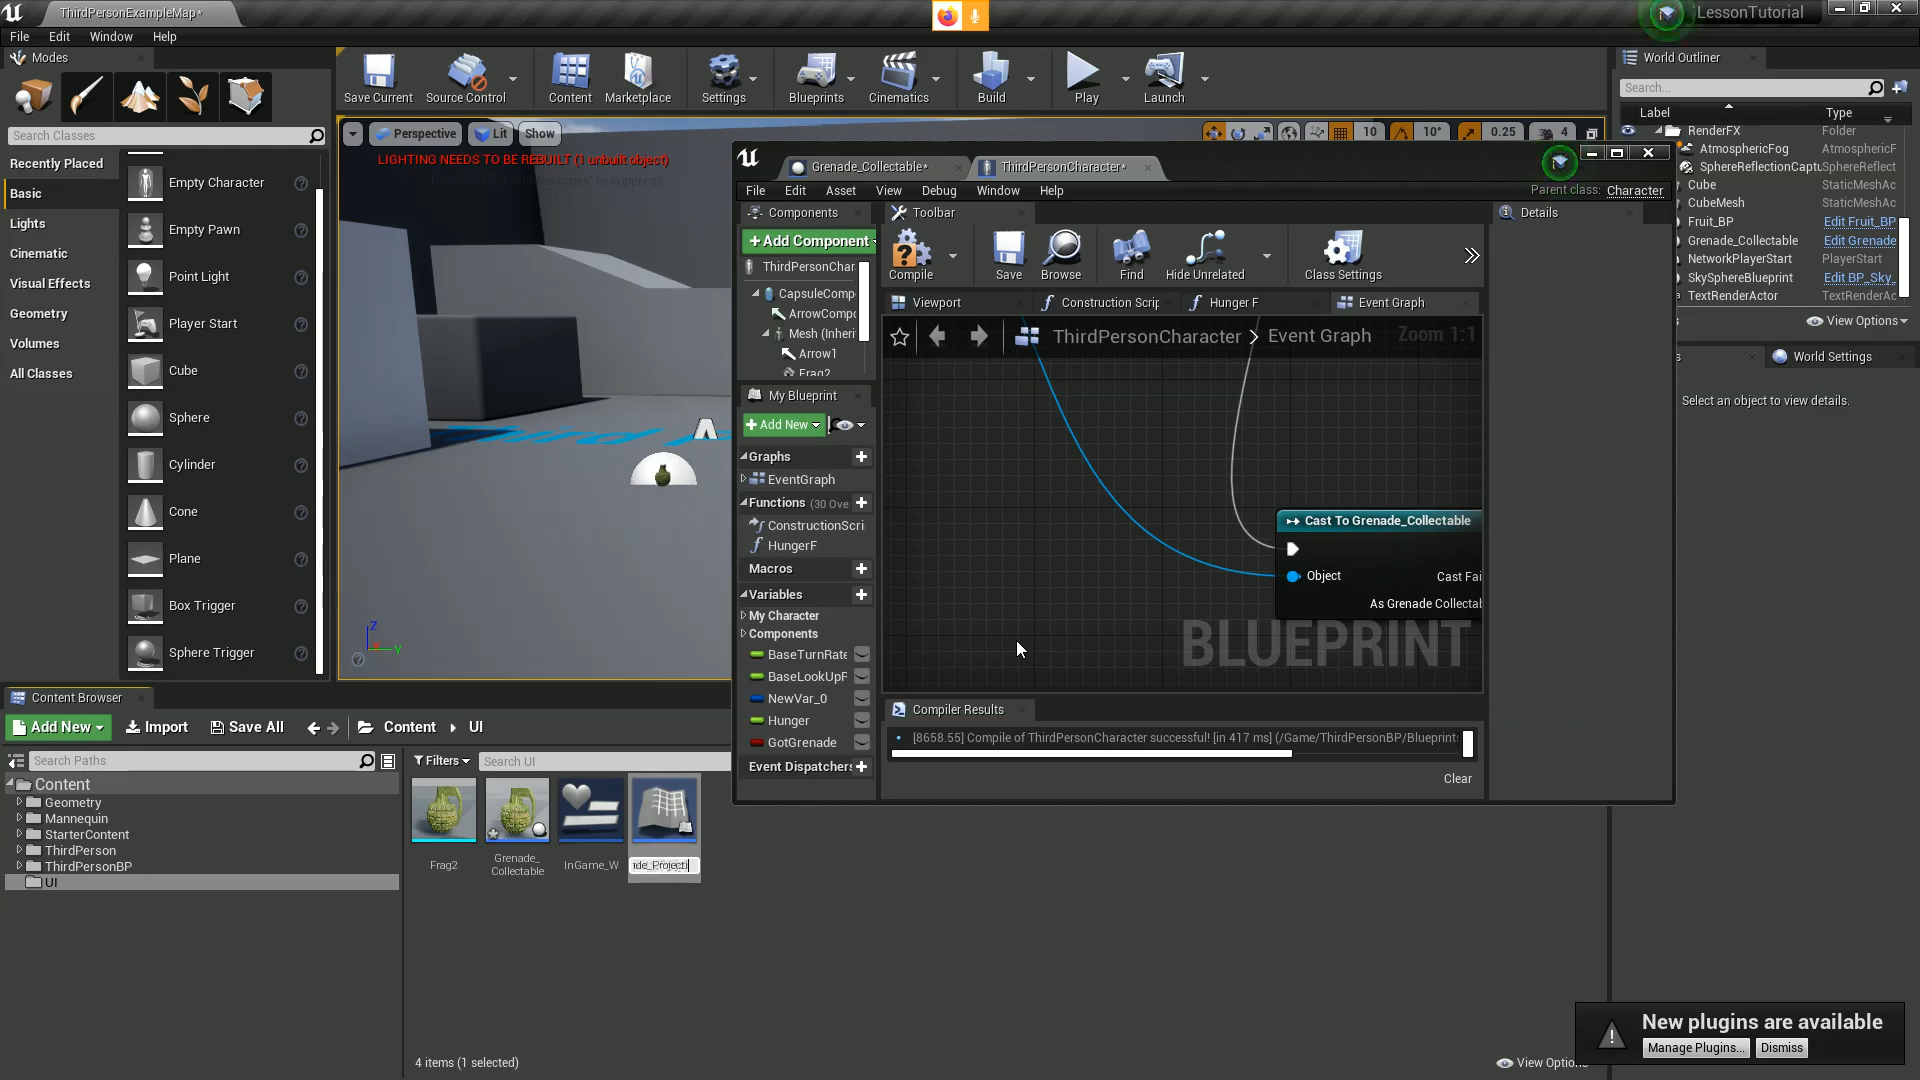 ThirdPersonExampleMap*
LessonTutorial
File Edit Window Help
Modes
Search Classes
Recently Placed
Basic
Lights
Cinematic
Visual Effects
Geometry
Volumes
All Classes
Empty Character
Empty Pawn
Point Light
Player Start
Cube
Sphere
Cylinder
Cone
Plane
Box Trigger
Sphere Trigger
Save Current
Source Control
Content
Marketplace
Settings
Blueprints
Cinematics
Build
Play
Launch
Perspective
Lit
Show
10
10°
0.25
4
LIGHTING NEEDS TO BE REBUILT (1 unbuilt object)
Z
Y
Grenade_Collectable*
ThirdPersonCharacter*
File Edit Asset View Debug Window Help
Parent class: Character
Components
+Add Component
ThirdPersonChar
CapsuleComp
ArrowCompo
Mesh (Inheri
Arrow1
Frag2
My Blueprint
+Add New
Graphs
EventGraph
Functions (30 Ove
ConstructionScri
HungerF
Macros
Variables
My Character
Components
BaseTurnRate
BaseLookUpR
NewVar_0
Hunger
GotGrenade
Event Dispatchers
Toolbar
Compile
Save
Browse
Find
Hide Unrelated
Class Settings
Viewport
Construction Scrip
Hunger F
Event Graph
ThirdPersonCharacter > Event Graph
Zoom 1:1
Cast To Grenade_Collectable
Object
Cast Fai
As Grenade Collectab
BLUEPRINT
Compiler Results
[8658.55] Compile of ThirdPersonCharacter successful! [in 417 ms] (/Game/ThirdPersonBP/Blueprint
Clear
Details
World Outliner
Search...
Label
Type
RenderFX Folder
AtmosphericFog AtmosphericF
SphereReflectionCaptu SphereReflect
Cube StaticMeshAc
CubeMesh StaticMeshAc
Fruit_BP Edit Fruit_BP
Grenade_Collectable Edit Grenade
NetworkPlayerStart PlayerStart
SkySphereBlueprint Edit BP_Sky_
TextRenderActor TextRenderAc
View Options
World Settings
Select an object to view details.
Content Browser
Add New
Import
Save All
Content
UI
Search Paths
Filters
Search UI
Content
Geometry
Mannequin
StarterContent
ThirdPerson
ThirdPersonBP
UI
Frag2
Grenade_
Collectable
InGame_W
de_Projecti
4 items (1 selected)
View Option
New plugins are available
Manage Plugins...
Dismiss